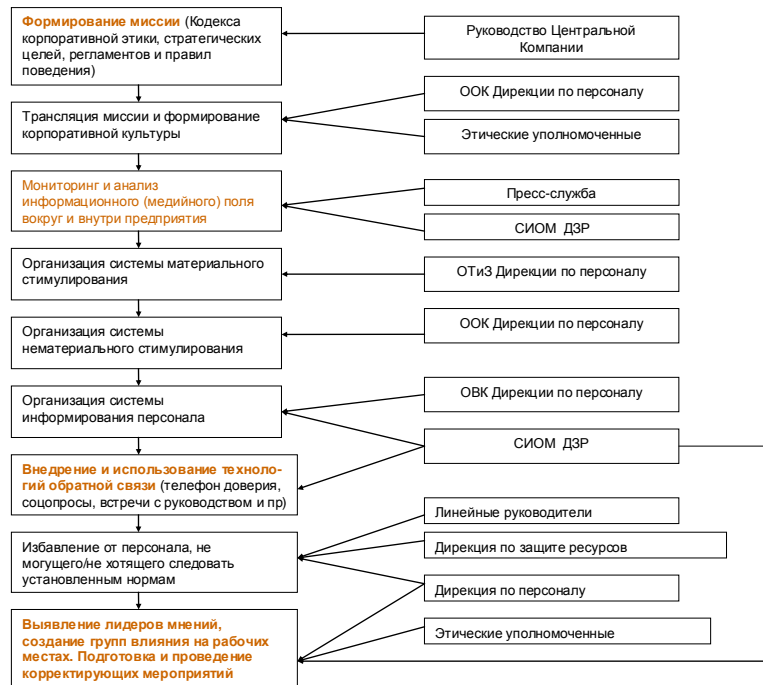 Формирование миссии (Кодекса
корпоративной этики, стратегических
целей, регламентов и правил
поведения)
Руководство Центральной
Компании
Трансляция миссии и формирование
корпоративной культуры
ООК Дирекции по персоналу
Этические уполномоченные
Мониторинг и анализ
информационного (медийного) поля
вокруг и внутри предприятия
Пресс-служба
СИОМ ДЗР
Организация системы материального
стимулирования
ОТиЗ Дирекции по персоналу
Организация системы
нематериального стимулирования
ООК Дирекции по персоналу
Организация системы
информирования персонала
ОВК Дирекции по персоналу
СИОМ ДЗР
Внедрение и использование техноло-
гий обратной связи (телефон доверия,
соцопросы, встречи с руководством и пр)
Линейные руководители
Избавление от персонала, не
могущего/не хотящего следовать
установленным нормам
Дирекция по защите ресурсов
Дирекция по персоналу
Выявление лидеров мнений,
создание групп влияния на рабочих
местах. Подготовка и проведение
корректирующих мероприятий
Этические уполномоченные